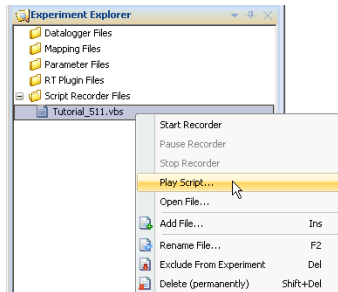 Experiment Explorer
Datalogger Files
Mapping Files
Parameter Files
RT Plugin Files
Script Recorder Files
Tutorial_511.vbs
Start Recorder
Pause Recorder
Stop Recorder
Play Script...
Open File...
Add File... Ins
Rename File... F2
Exclude From Experiment Del
Delete (permanently) Shift+Del